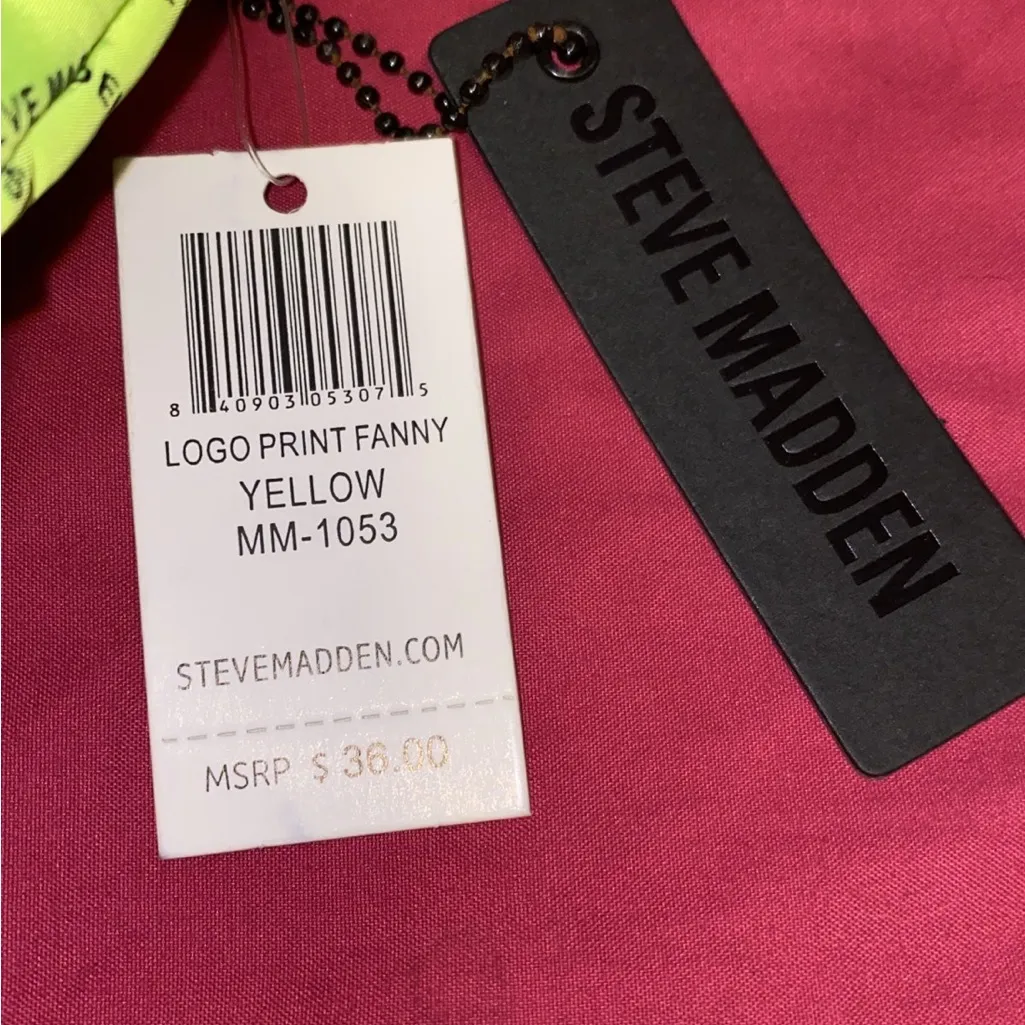 STEVE MADDEN
8 40903 05307 5
LOGO PRINT FANNY
YELLOW
MM-1053
STEVEMADDEN.COM
MSRP $ 36.00